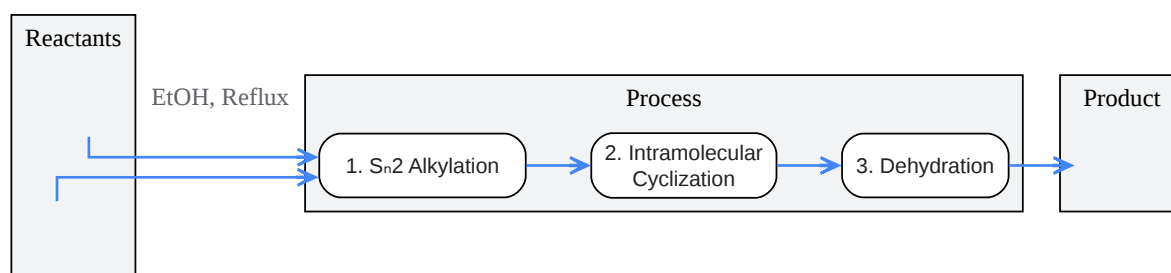 Reactants
EtOH, Reflux
Process
Product
1. Sₙ2 Alkylation
2. Intramolecular
Cyclization
3. Dehydration